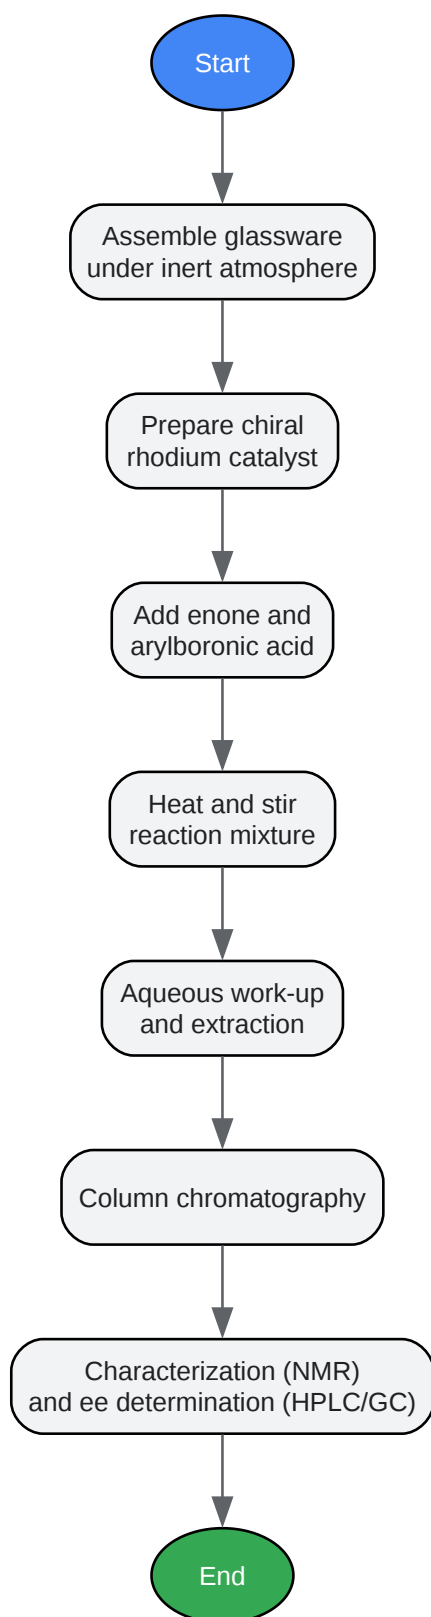 Start
Assemble glassware
under inert atmosphere
Prepare chiral
rhodium catalyst
Add enone and
arylboronic acid
Heat and stir
reaction mixture
Aqueous work-up
and extraction
Column chromatography
Characterization (NMR)
and ee determination (HPLC/GC)
End